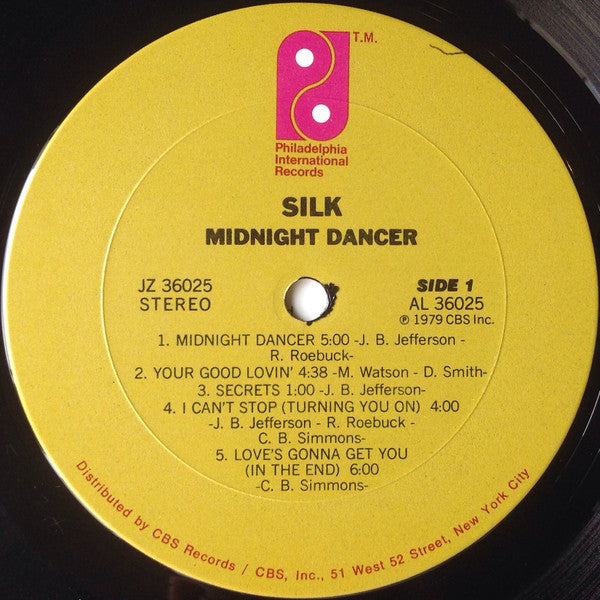 T.M.
Philadelphia
International
Records
SILK
MIDNIGHT DANCER
JZ 36025
STEREO
SIDE 1
AL 36025
℗ 1979 CBS Inc.
1. MIDNIGHT DANCER 5:00 -J. B. Jefferson -
R. Roebuck-
2. YOUR GOOD LOVIN' 4:38 -M. Watson - D. Smith-
3. SECRETS 1:00 -J. B. Jefferson-
4. I CAN'T STOP (TURNING YOU ON) 4:00
-J. B. Jefferson - R. Roebuck -
C. B. Simmons-
5. LOVE'S GONNA GET YOU
(IN THE END) 6:00
-C. B. Simmons-
Distributed by CBS Records / CBS, Inc., 51 West 52 Street, New York City